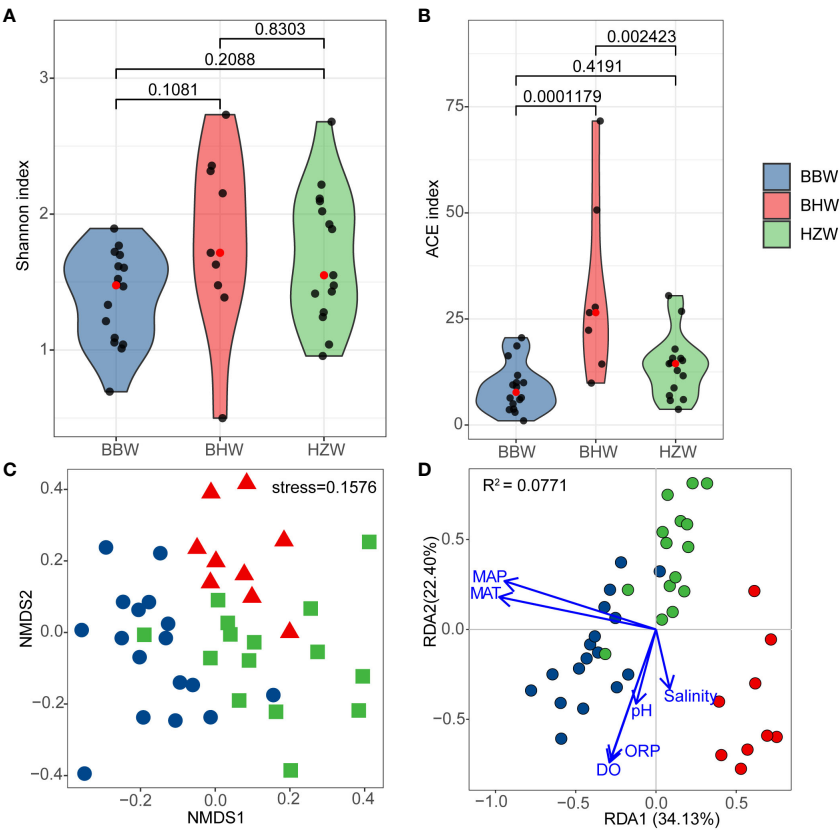 A
0.8303
0.2088
0.1081
3
2
1
Shannon index
BBW
BHW
HZW
B
0.002423
0.4191
0.0001179
75
50
25
0
ACE index
BBW
BHW
HZW
BBW
BHW
HZW
C
stress=0.1576
0.4
0.2
0.0
−0.2
−0.4
NMDS2
−0.2
0.0
0.2
0.4
NMDS1
D
R² = 0.0771
0.5
0.0
−0.5
RDA2(22.40%)
MAP
MAT
Salinity
pH
ORP
DO
−1.0
−0.5
0.0
0.5
RDA1 (34.13%)